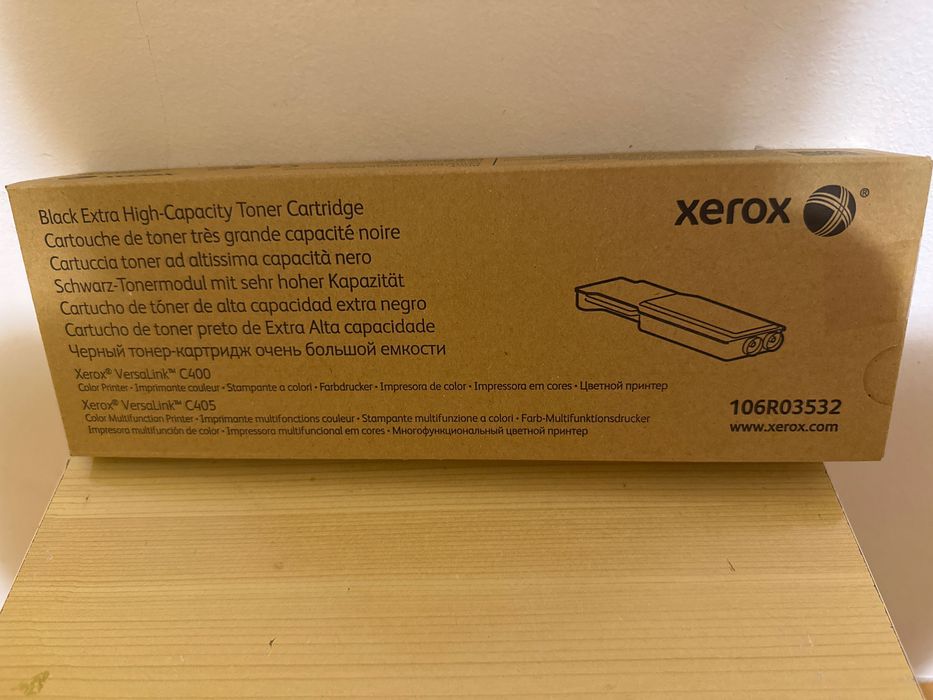 Black Extra High-Capacity Toner Cartridge
Cartouche de toner très grande capacité noire
Cartuccia toner ad altissima capacità nero
Schwarz-Tonermodul mit sehr hoher Kapazität
Cartucho de tóner de alta capacidad extra negro
Cartucho de toner preto de Extra Alta capacidade
Черный тонер-картридж очень большой емкости
Xerox® VersaLink™ C400
Color Printer • Imprimante couleur • Stampante a colori • Farbdrucker • Impresora de color • Impressora em cores • Цветной принтер
Xerox® VersaLink™ C405
Color Multifunction Printer • Imprimante multifonctions couleur • Stampante multifunzione a colori • Farb-Multifunktionsdrucker
Impresora multifunción de color • Impressora multifuncional em cores • Многофункциональный цветной принтер
xerox ®
106R03532
www.xerox.com